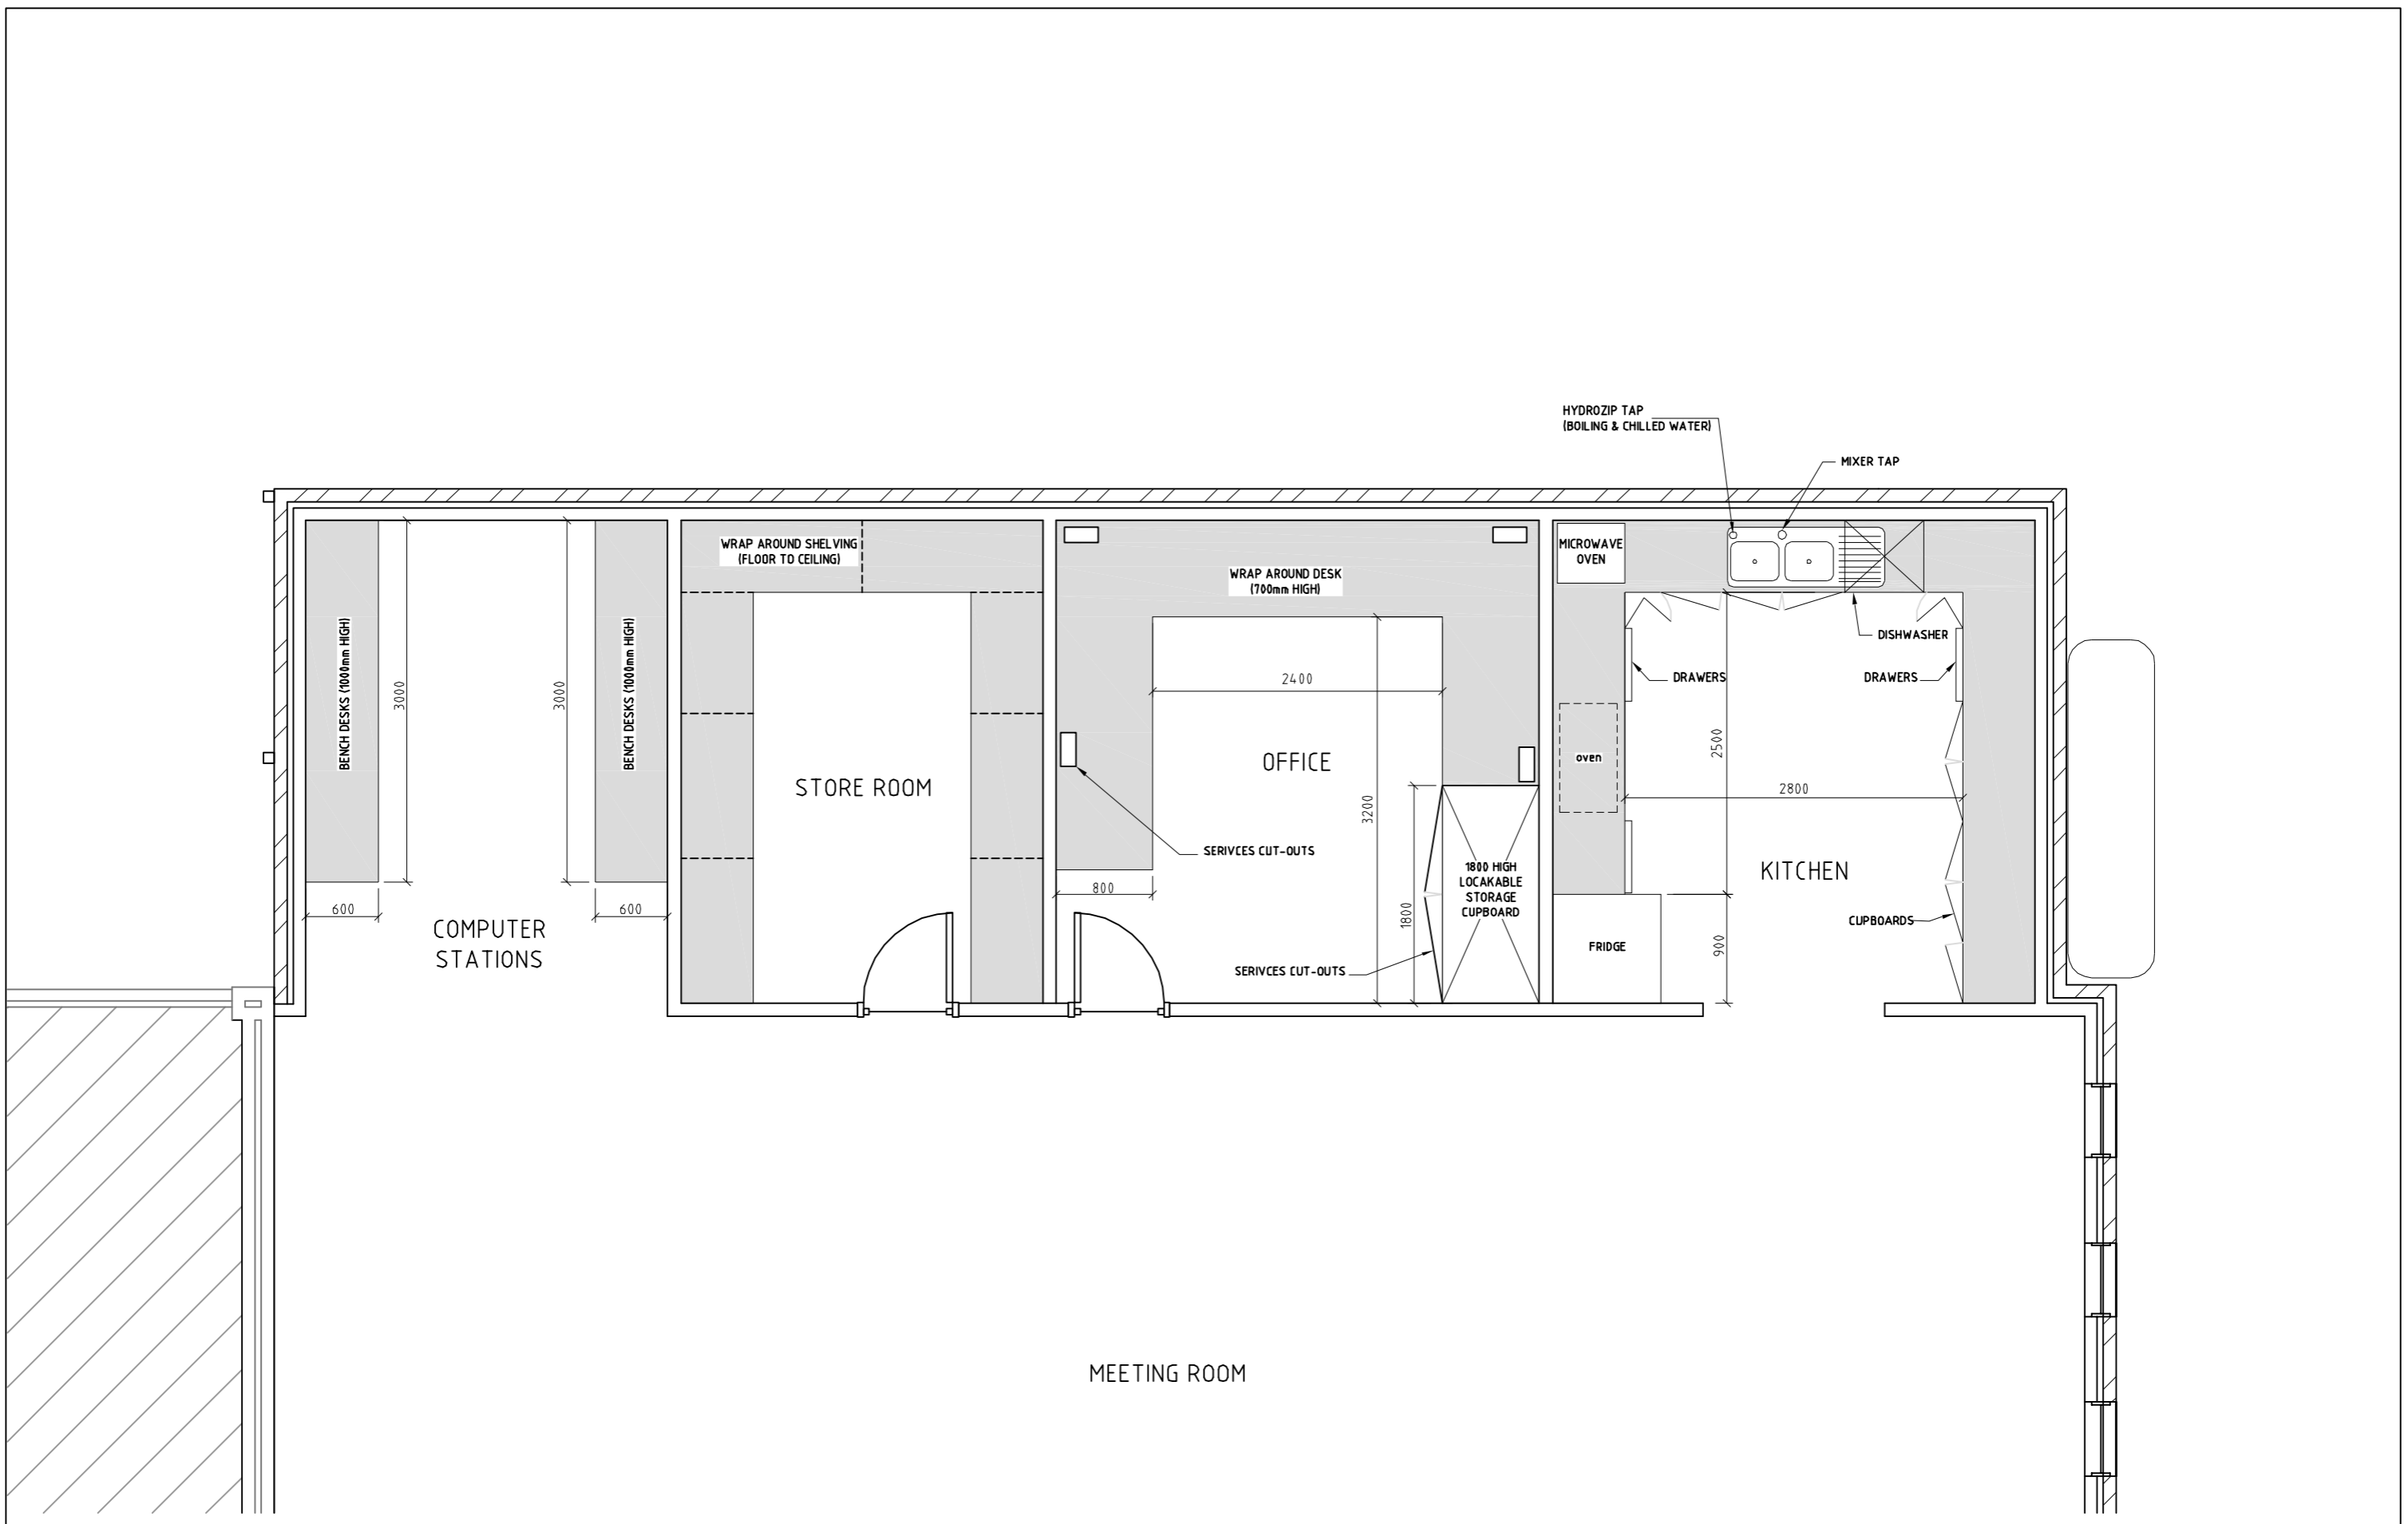 HYDROZIP TAP
(BOILING & CHILLED WATER)
MIXER TAP
BENCH DESKS (1000mm HIGH)
3000
600
3000
BENCH DESKS (1000mm HIGH)
600
COMPUTER
STATIONS
WRAP AROUND SHELVING
(FLOOR TO CEILING)
STORE ROOM
WRAP AROUND DESK
(700mm HIGH)
2400
OFFICE
3200
SERIVCES CUT-OUTS
800
1800
1800 HIGH
LOCAKABLE
STORAGE
CUPBOARD
SERIVCES CUT-OUTS
MICROWAVE
OVEN
DISHWASHER
DRAWERS
DRAWERS
2500
oven
2800
KITCHEN
CUPBOARDS
FRIDGE
900
MEETING ROOM